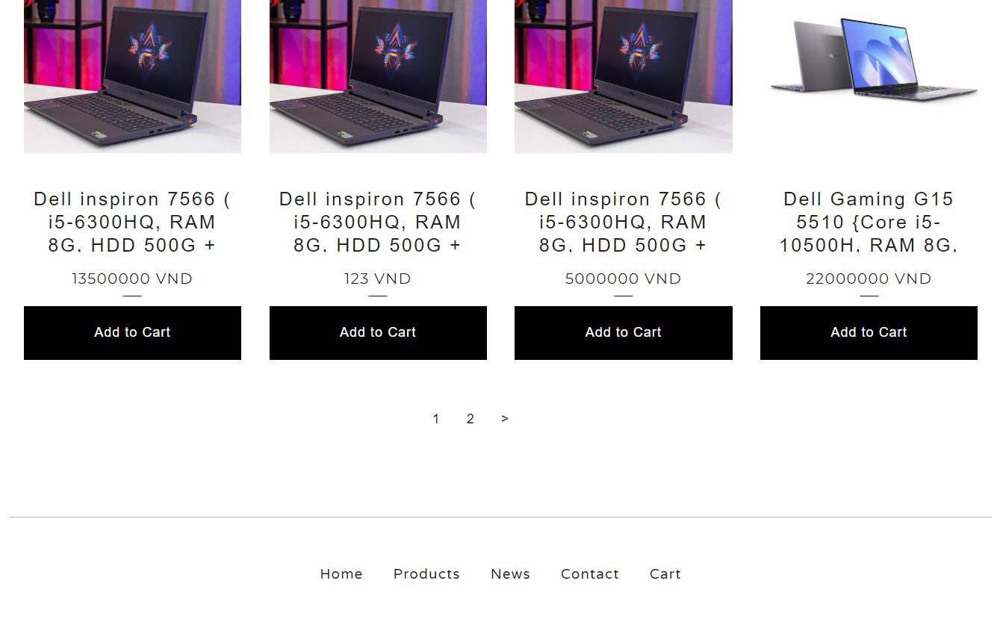 Dell inspiron 7566 (
i5-6300HQ, RAM
8G, HDD 500G +
13500000 VND
Add to Cart
Dell inspiron 7566 (
i5-6300HQ, RAM
8G, HDD 500G +
123 VND
Add to Cart
Dell inspiron 7566 (
i5-6300HQ, RAM
8G, HDD 500G +
5000000 VND
Add to Cart
Dell Gaming G15
5510 {Core i5-
10500H, RAM 8G,
22000000 VND
Add to Cart
1 2 >
Home Products News Contact Cart